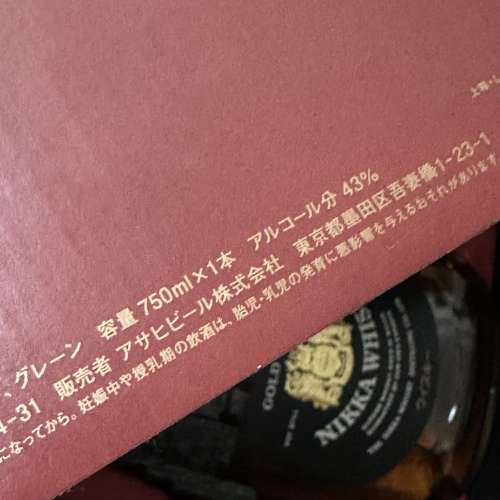 上箱・し
、グレーン 容量 750ml×1本 アルコール分 43%
4-31 販売者 アサヒビール株式会社 東京都墨田区吾妻橋1-23-1
になってから。妊娠中や授乳期の飲酒は、胎児・乳児の発育に悪影響を与えるおそれがあります
GOLD
NIKKA WHIS
ウイスキー